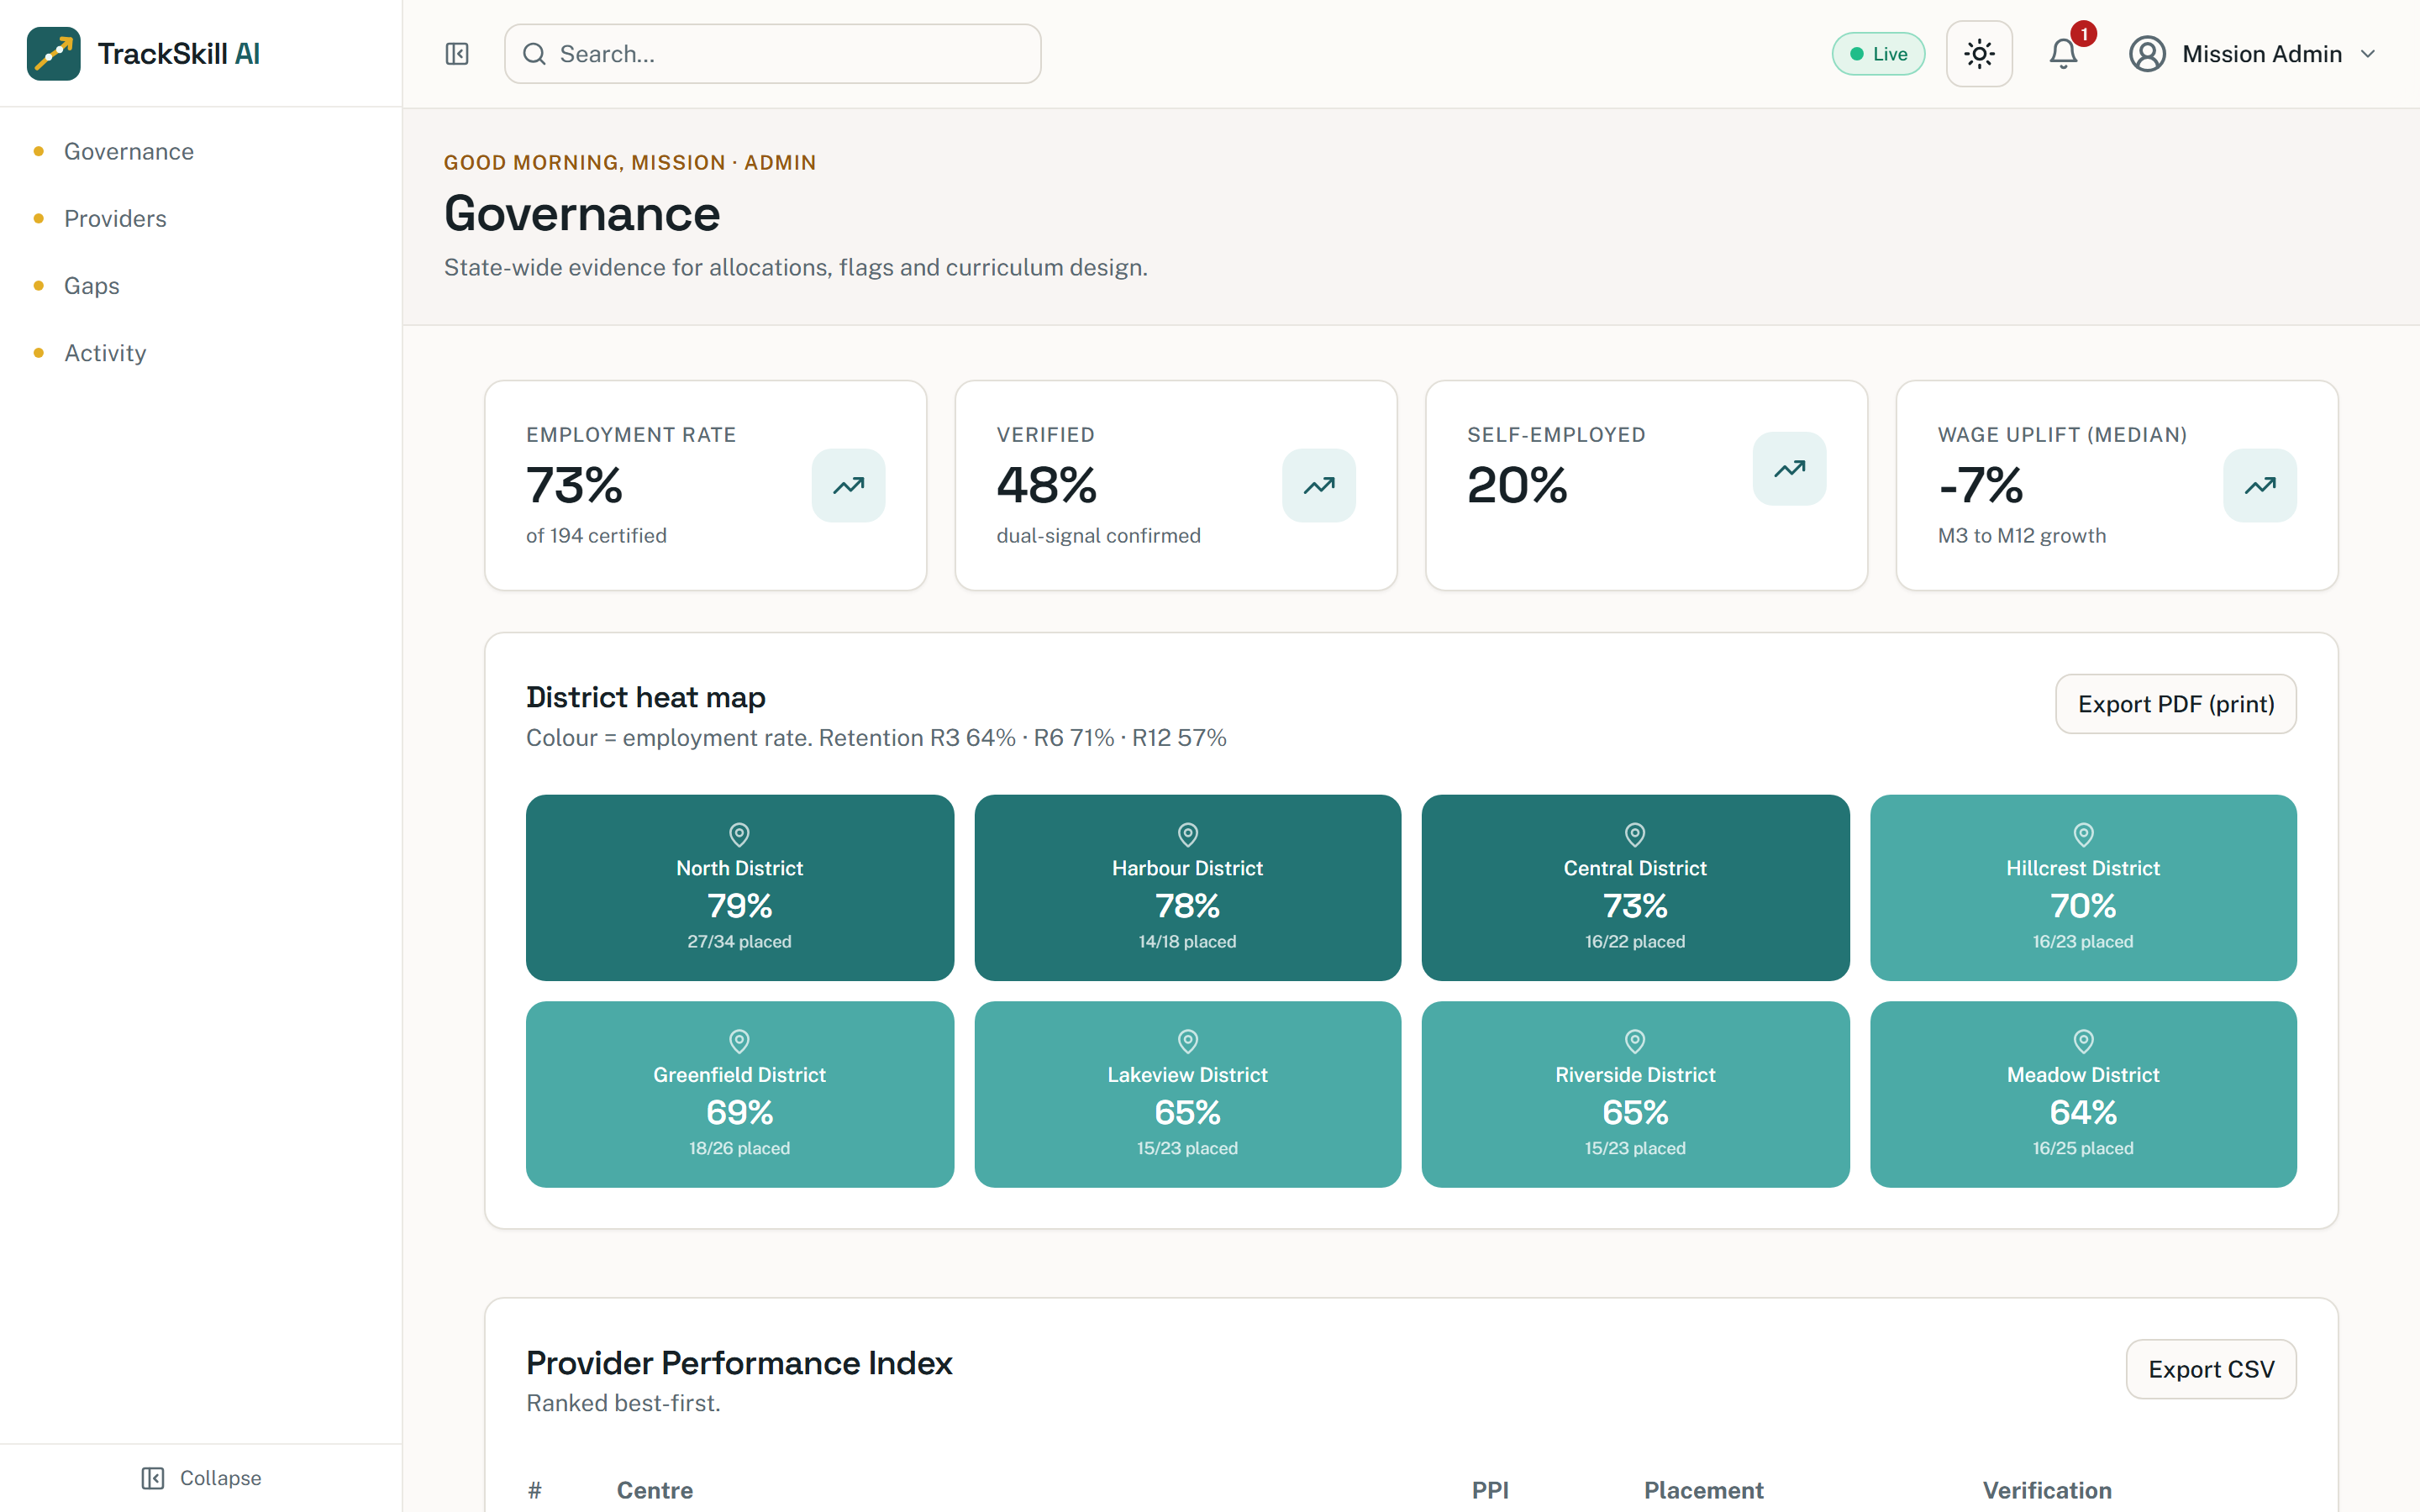 TrackSkill AI
Search...
Live
1
Mission Admin
Governance
Providers
Gaps
Activity
Collapse
GOOD MORNING, MISSION · ADMIN
Governance
State-wide evidence for allocations, flags and curriculum design.
EMPLOYMENT RATE
73%
of 194 certified
VERIFIED
48%
dual-signal confirmed
SELF-EMPLOYED
20%
WAGE UPLIFT (MEDIAN)
-7%
M3 to M12 growth
District heat map
Colour = employment rate. Retention R3 64% · R6 71% · R12 57%
Export PDF (print)
North District
79%
27/34 placed
Harbour District
78%
14/18 placed
Central District
73%
16/22 placed
Hillcrest District
70%
16/23 placed
Greenfield District
69%
18/26 placed
Lakeview District
65%
15/23 placed
Riverside District
65%
15/23 placed
Meadow District
64%
16/25 placed
Provider Performance Index
Ranked best-first.
Export CSV
# Centre PPI Placement Verification